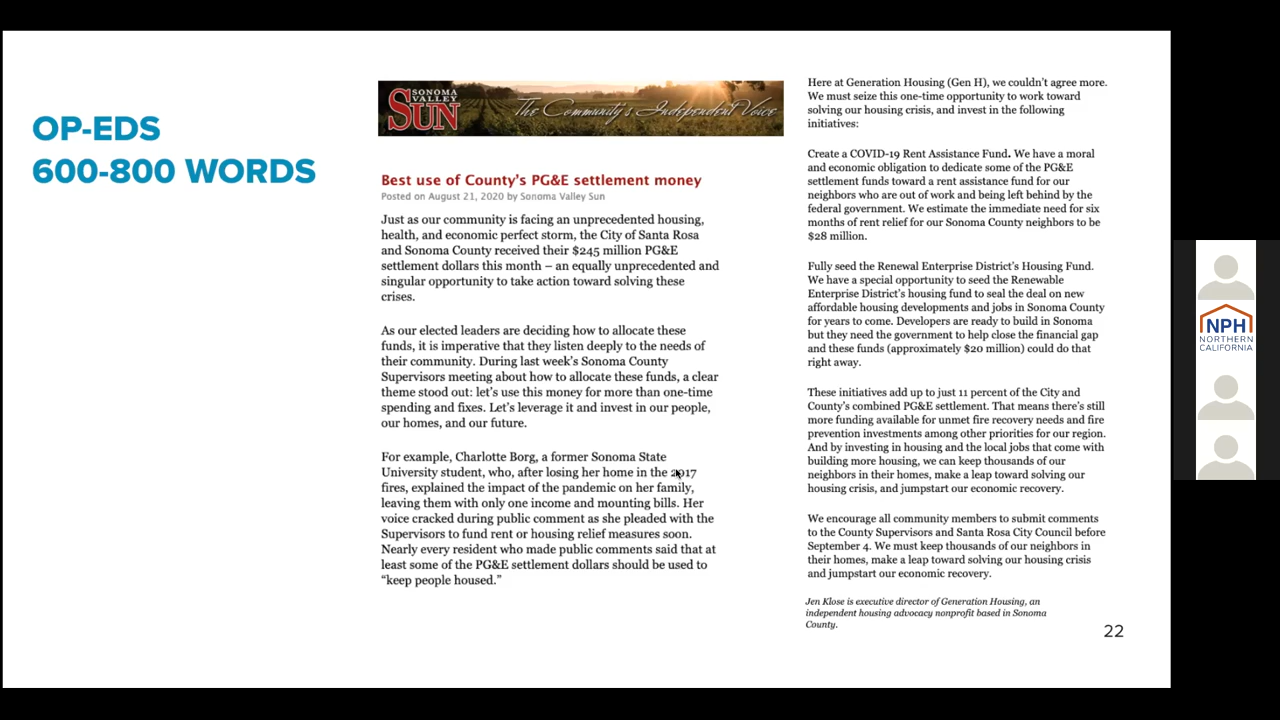 OP-EDS
600-800 WORDS
SONOMA
VALLEY
SUN
The Community's Independent Voice
Best use of County's PG&E settlement money
Posted on August 21, 2020 by Sonoma Valley Sun
Just as our community is facing an unprecedented housing,
health, and economic perfect storm, the City of Santa Rosa
and Sonoma County received their $245 million PG&E
settlement dollars this month – an equally unprecedented and
singular opportunity to take action toward solving these
crises.
As our elected leaders are deciding how to allocate these
funds, it is imperative that they listen deeply to the needs of
their community. During last week's Sonoma County
Supervisors meeting about how to allocate these funds, a clear
theme stood out: let's use this money for more than one-time
spending and fixes. Let's leverage it and invest in our people,
our homes, and our future.
For example, Charlotte Borg, a former Sonoma State
University student, who, after losing her home in the 2017
fires, explained the impact of the pandemic on her family,
leaving them with only one income and mounting bills. Her
voice cracked during public comment as she pleaded with the
Supervisors to fund rent or housing relief measures soon.
Nearly every resident who made public comments said that at
least some of the PG&E settlement dollars should be used to
“keep people housed.”
Here at Generation Housing (Gen H), we couldn't agree more.
We must seize this one-time opportunity to work toward
solving our housing crisis, and invest in the following
initiatives:
Create a COVID-19 Rent Assistance Fund. We have a moral
and economic obligation to dedicate some of the PG&E
settlement funds toward a rent assistance fund for our
neighbors who are out of work and being left behind by the
federal government. We estimate the immediate need for six
months of rent relief for our Sonoma County neighbors to be
$28 million.
Fully seed the Renewal Enterprise District's Housing Fund.
We have a special opportunity to seed the Renewable
Enterprise District's housing fund to seal the deal on new
affordable housing developments and jobs in Sonoma County
for years to come. Developers are ready to build in Sonoma
but they need the government to help close the financial gap
and these funds (approximately $20 million) could do that
right away.
These initiatives add up to just 11 percent of the City and
County's combined PG&E settlement. That means there's still
more funding available for unmet fire recovery needs and fire
prevention investments among other priorities for our region.
And by investing in housing and the local jobs that come with
building more housing, we can keep thousands of our
neighbors in their homes, make a leap toward solving our
housing crisis, and jumpstart our economic recovery.
We encourage all community members to submit comments
to the County Supervisors and Santa Rosa City Council before
September 4. We must keep thousands of our neighbors in
their homes, make a leap toward solving our housing crisis
and jumpstart our economic recovery.
Jen Klose is executive director of Generation Housing, an
independent housing advocacy nonprofit based in Sonoma
County.
22
NPH
NORTHERN
CALIFORNIA